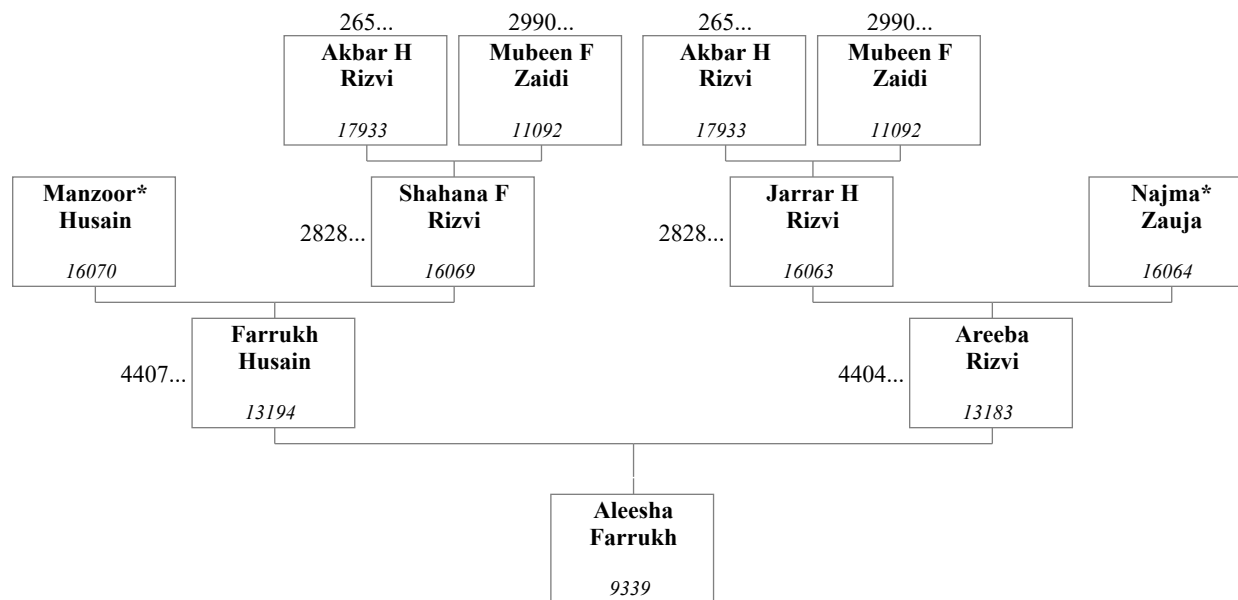 265...
2990...
265...
2990...
Akbar H
Rizvi
17933
Mubeen F
Zaidi
11092
Akbar H
Rizvi
17933
Mubeen F
Zaidi
11092
Manzoor*
Husain
16070
2828...
Shahana F
Rizvi
16069
2828...
Jarrar H
Rizvi
16063
Najma*
Zauja
16064
4407...
Farrukh
Husain
13194
4404...
Areeba
Rizvi
13183
Aleesha
Farrukh
9339